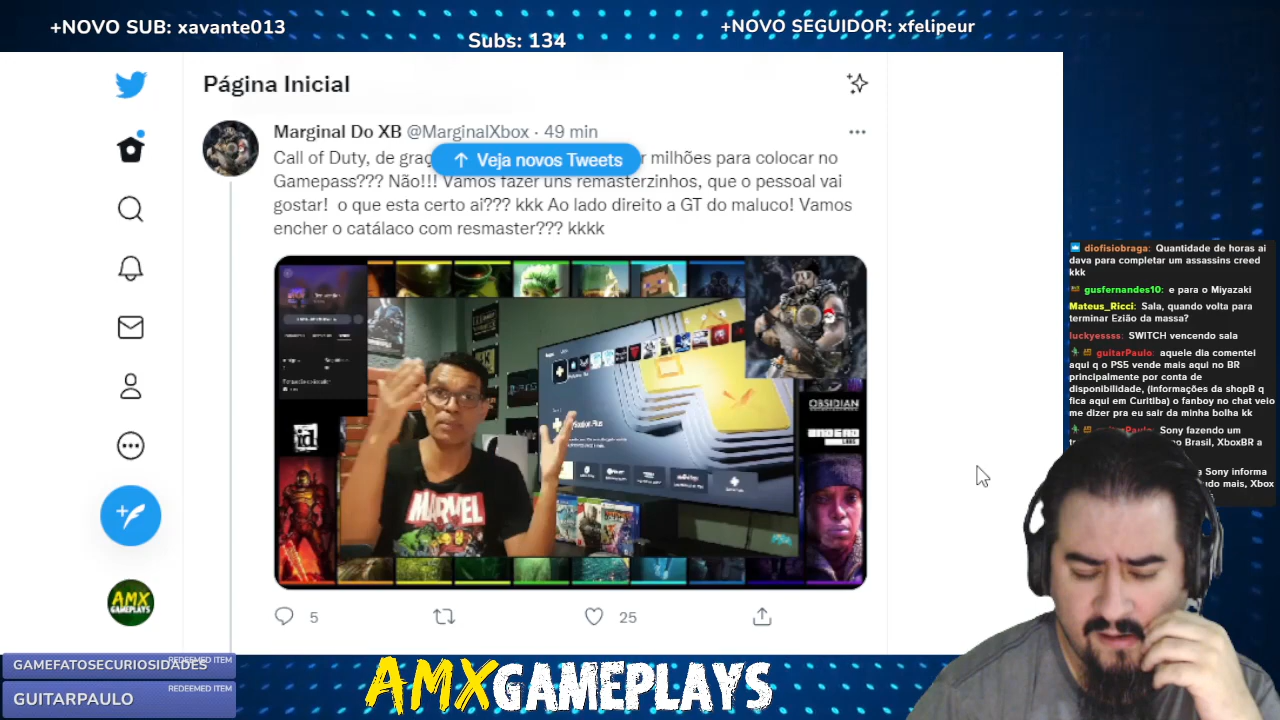 +NOVO SUB: xavante013
Subs: 134
+NOVO SEGUIDOR: xfelipeur
Página Inicial
Marginal Do XB @MarginalXbox · 49 min
Call of Duty, de graç
↑ Veja novos Tweets
r milhões para colocar no
Gamepass??? Não!!! Vamos fazer uns remasterzinhos, que o pessoal vai
gostar! o que esta certo ai??? kkk Ao lado direito a GT do maluco! Vamos
encher o catálaco com resmaster??? kkkk
OBSIDIAN
id
MARVEL
5
25
AMX
GAMEPLAYS
diofisiobraga: Quantidade de horas ai
dava para completar um assassins creed
kkk
gusfernandes10: e para o Miyazaki
Mateus_Ricci: Sala, quando volta para
terminar Ezião da massa?
luckyessss: SWITCH vencendo sala
guitarPaulo: aquele dia comentei
aqui q o PS5 vende mais aqui no BR
principalmente por conta de
disponibilidade, (informações da shopB q
fica aqui em Curitiba) o fanboy no chat veio
me dizer pra eu sair da minha bolha kk
Sony fazendo um
o Brasil, XboxBR a
a Sony informa
udo mais, Xbox
GAMEFATOSECURIOSIDADES
REDEEMED ITEM
GUITARPAULO
REDEEMED ITEM
AMXGAMEPLAYS